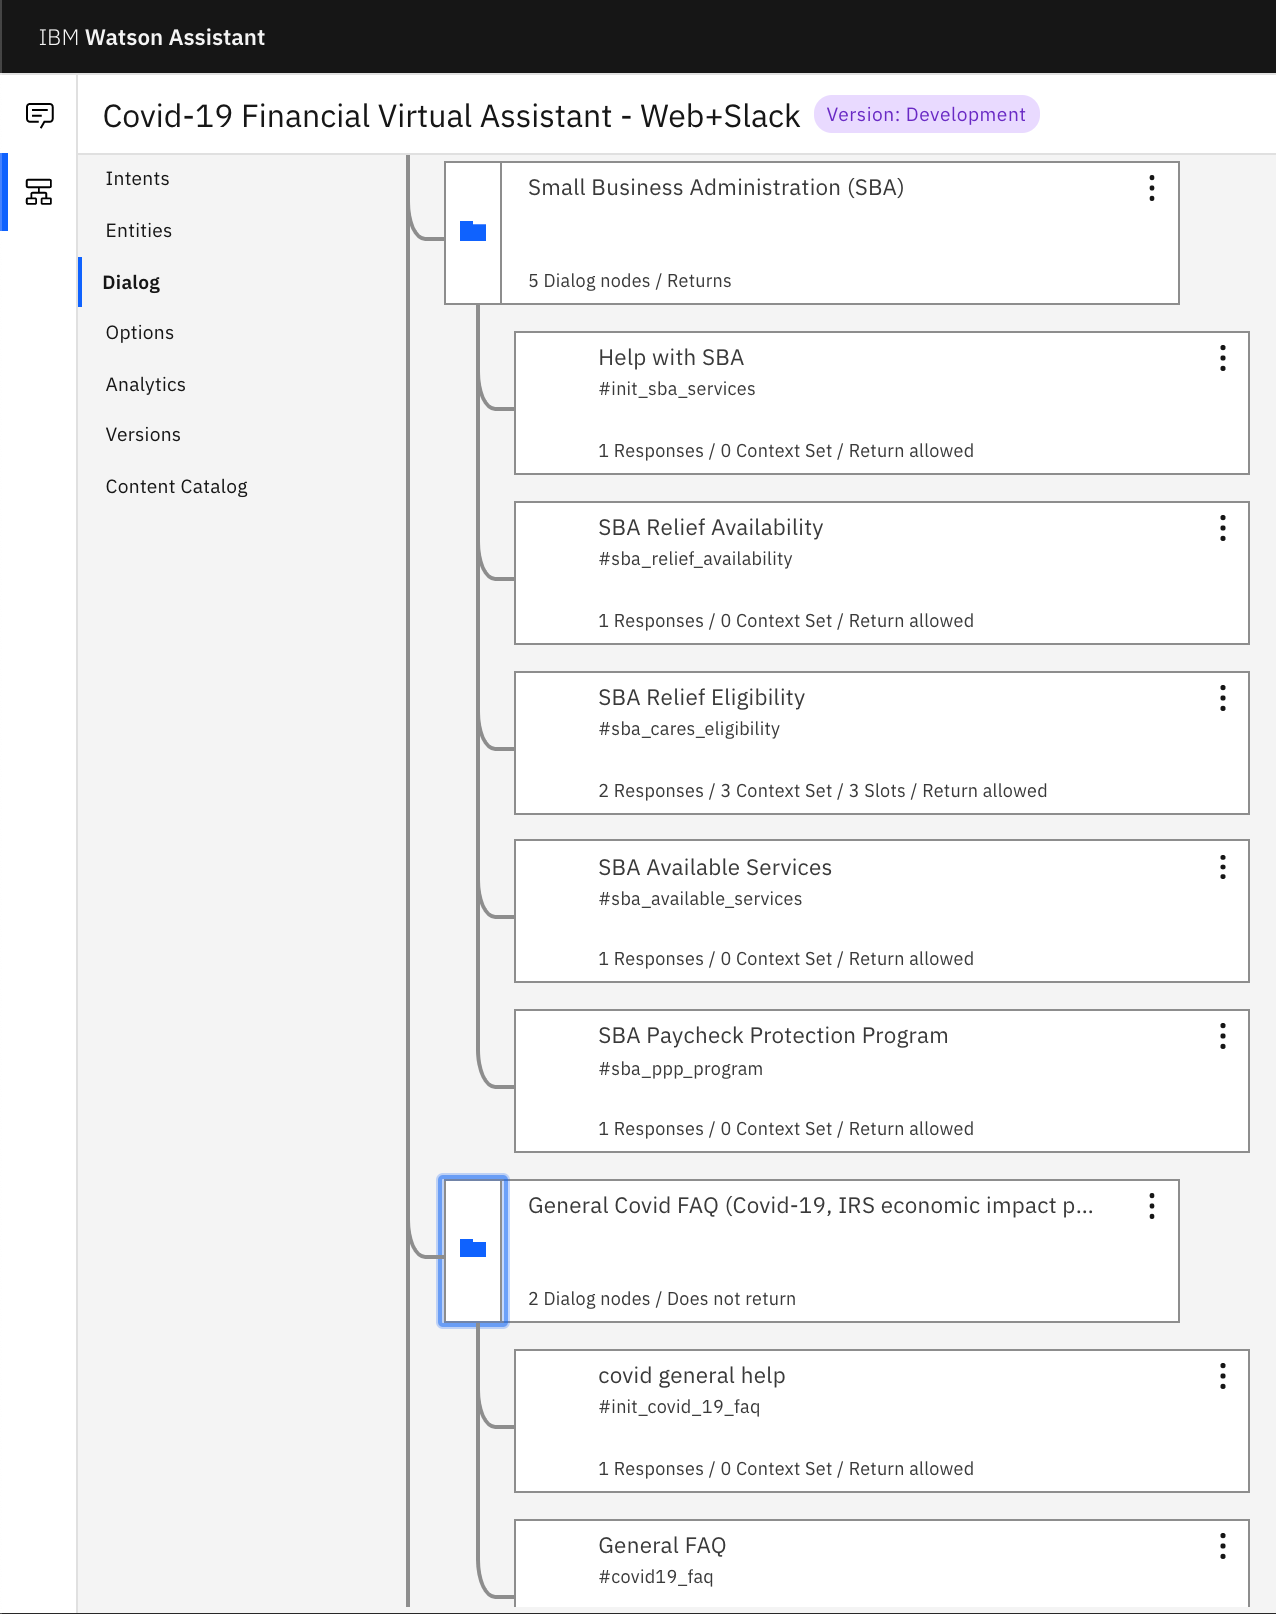 IBM Watson Assistant
Covid-19 Financial Virtual Assistant - Web+Slack
Version: Development
Intents
Entities
Dialog
Options
Analytics
Versions
Content Catalog
Small Business Administration (SBA)
5 Dialog nodes / Returns
Help with SBA
#init_sba_services
1 Responses / 0 Context Set / Return allowed
SBA Relief Availability
#sba_relief_availability
1 Responses / 0 Context Set / Return allowed
SBA Relief Eligibility
#sba_cares_eligibility
2 Responses / 3 Context Set / 3 Slots / Return allowed
SBA Available Services
#sba_available_services
1 Responses / 0 Context Set / Return allowed
SBA Paycheck Protection Program
#sba_ppp_program
1 Responses / 0 Context Set / Return allowed
General Covid FAQ (Covid-19, IRS economic impact p...
2 Dialog nodes / Does not return
covid general help
#init_covid_19_faq
1 Responses / 0 Context Set / Return allowed
General FAQ
#covid19_faq